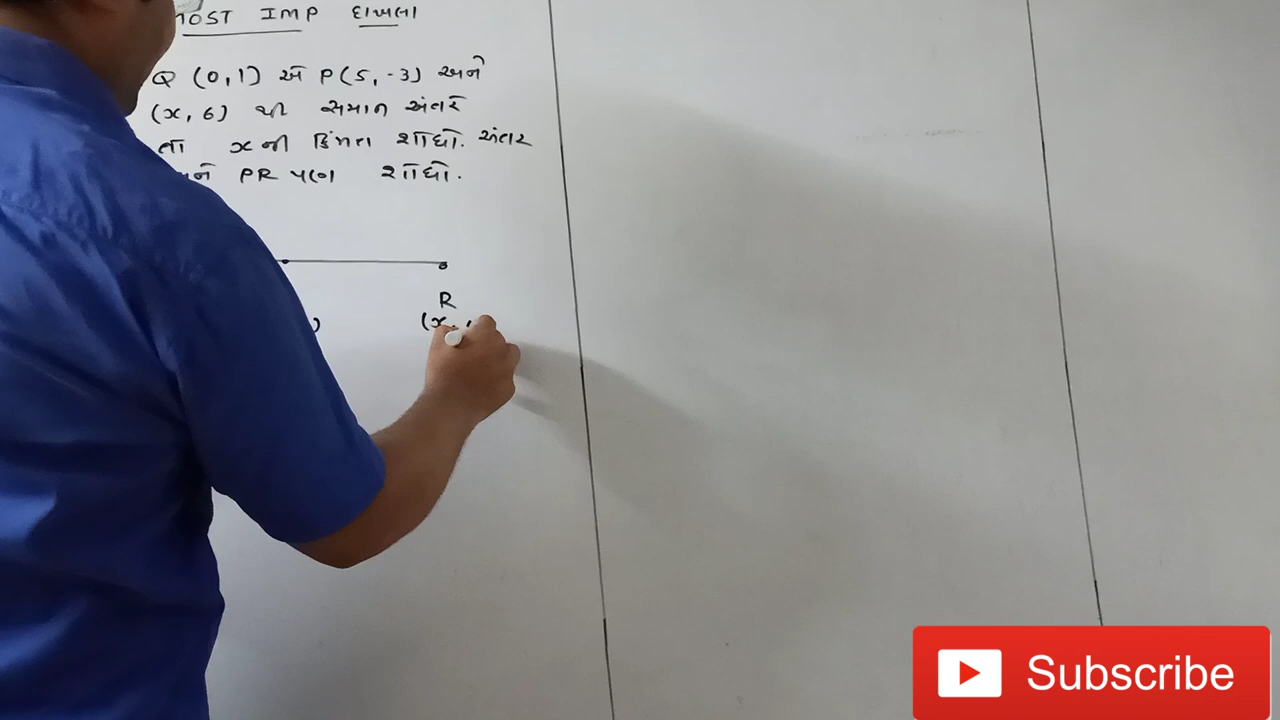 MOST IMP દાખલા
Q (0,1) એ P(5,-3) અને
(x, 6) થી સમાન અંતરે
તો x ની કિંમત શોધો. અંતર
અને PR પણ શોધો.
R
(x,
)
Subscribe